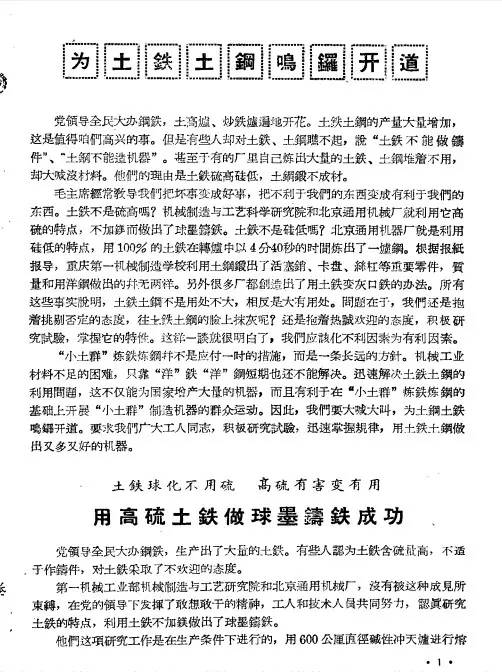 为土鉄土鋼鳴鑼开道
党領导全民大办鋼鉄，土高爐、炒鉄爐遍地开花。土鉄土鋼的产量大量增加，
这是值得咱們高兴的事。但是有些人却对土鉄、土鋼瞧不起，說“土鉄不能做鑄
件”、“土鋼不能造机器”。甚至于有的厂里自己炼出大量的土鉄、土鋼堆着不用，
却大喊沒材料。他們的理由是土鉄硫高硅低，土鋼鍛不成材。
毛主席經常教导我們把坏事变成好事，把不利于我們的东西变成有利于我們的
东西。土鉄不是硫高嗎？机械制造与工艺科学研究院和北京通用机械厂就利用它高
硫的特点，不加鎂而做出了球墨鑄鉄。土鉄不是硅低嗎？北京通用机器厂就是利用
硅低的特点，用100％的土鉄在轉爐中以4分40秒的时間炼出了一爐鋼。根据报紙
报导，重庆第一机械制造学校利用土鋼鍛出了活塞銷、卡盘、絲杠等重要零件，質
量和用洋鋼做出的幷无两样。另外很多厂都創造出了用土鉄变灰口鉄的办法。所有
这些事实說明，土鉄土鋼不是用处不大，相反是大有用处。問題在于，我們还是抱
着挑剔否定的态度，往土鉄土鋼的脸上抹灰呢？还是抱着热誠欢迎的态度，积极研
究試驗，掌握它的特性。这样一談就很明白了，我們应該化不利因素为有利因素。
“小土群”炼鉄炼鋼幷不是应付一时的措施，而是一条长远的方針。机械工业
材料不足的困难，只靠“洋”鉄“洋”鋼短期也还不能解决。迅速解决土鉄土鋼的
利用問題，这不仅能为国家增产大量的机器，而且有利于在“小土群”炼鉄炼鋼的
基础上开展“小土群”制造机器的群众运动。因此，我們要大喊大叫，为土鋼土鉄
鳴鑼开道。要求我們广大工人同志，积极研究試驗，迅速掌握規律，用土鉄土鋼做
出又多又好的机器。
土鉄球化不用硫　高硫有害变有用
用高硫土鉄做球墨鑄鉄成功
党領导全民大办鋼鉄，生产出了大量的土鉄。有些人認为土鉄含硫量高，不适
于作鑄件，对土鉄采取了不欢迎的态度。
第一机械工业部机械制造与工艺研究院和北京通用机械厂，沒有被这种成見所
束縛，在党的領导下发揮了敢想敢干的精神，工人和技术人員共同努力，認眞研究
土鉄的特点，利用土鉄不加鎂做出了球墨鑄鉄。
他們这項研究工作是在生产条件下进行的，用600公厘直徑碱性冲天爐进行熔
·1·